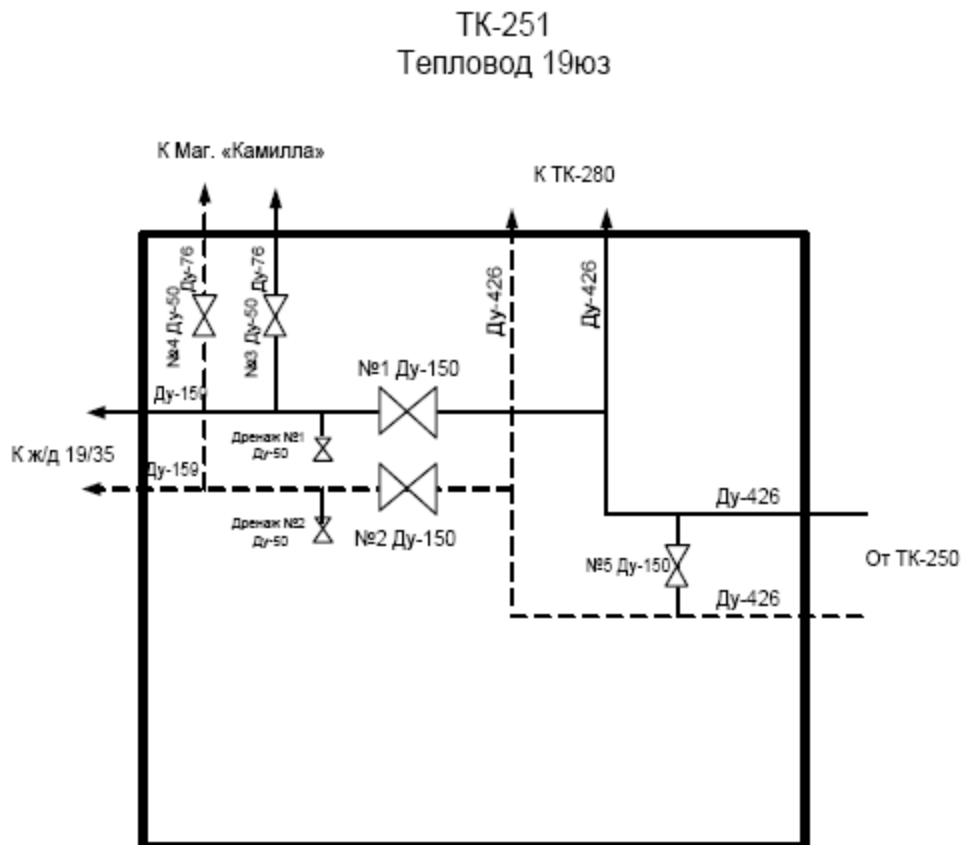 ТК-251
Тепловод 19юз
К Маг. «Камилла»
К ТК-280
Ду-76
Ду-76
№4 Ду-50
№3 Ду-50
Ду-426
Ду-426
№1 Ду-150
Ду-159
Дренаж №1
Ду-50
К ж/д 19/35
Ду-159
Дренаж №2
Ду-50
№2 Ду-150
Ду-426
№5 Ду-150
От ТК-250
Ду-426